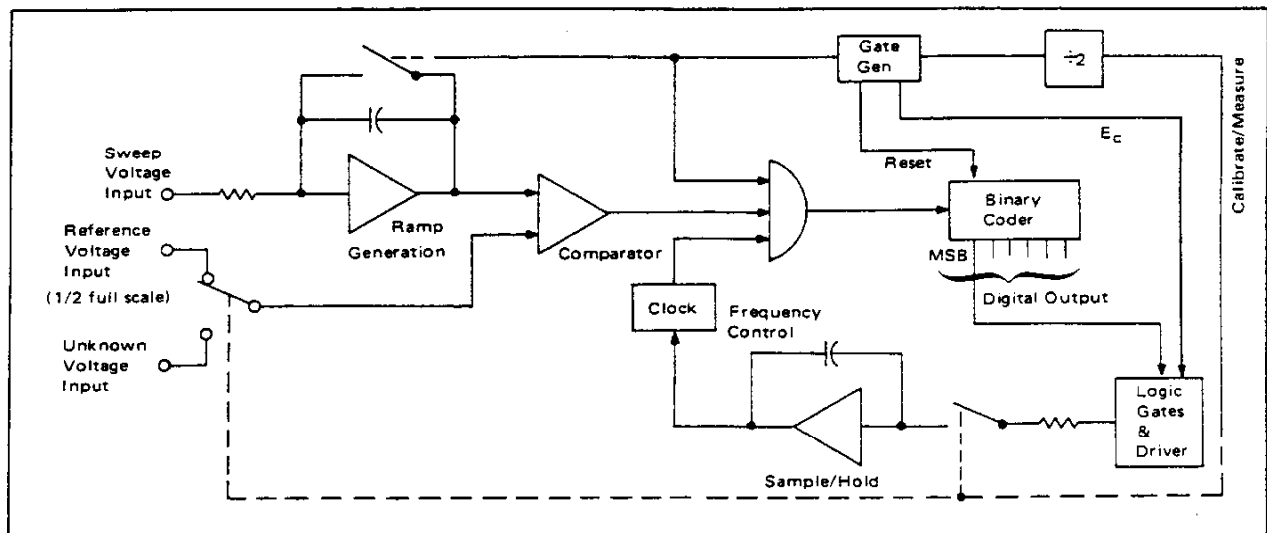 Gate
Gen
÷2
Calibrate/Measure
E_C
Reset
Sweep
Voltage
Input
Ramp
Generation
Comparator
Binary
Coder
MSB
Digital Output
Reference
Voltage
Input
(1/2 full scale)
Unknown
Voltage
Input
Clock
Frequency
Control
Sample/Hold
Logic
Gates
&
Driver